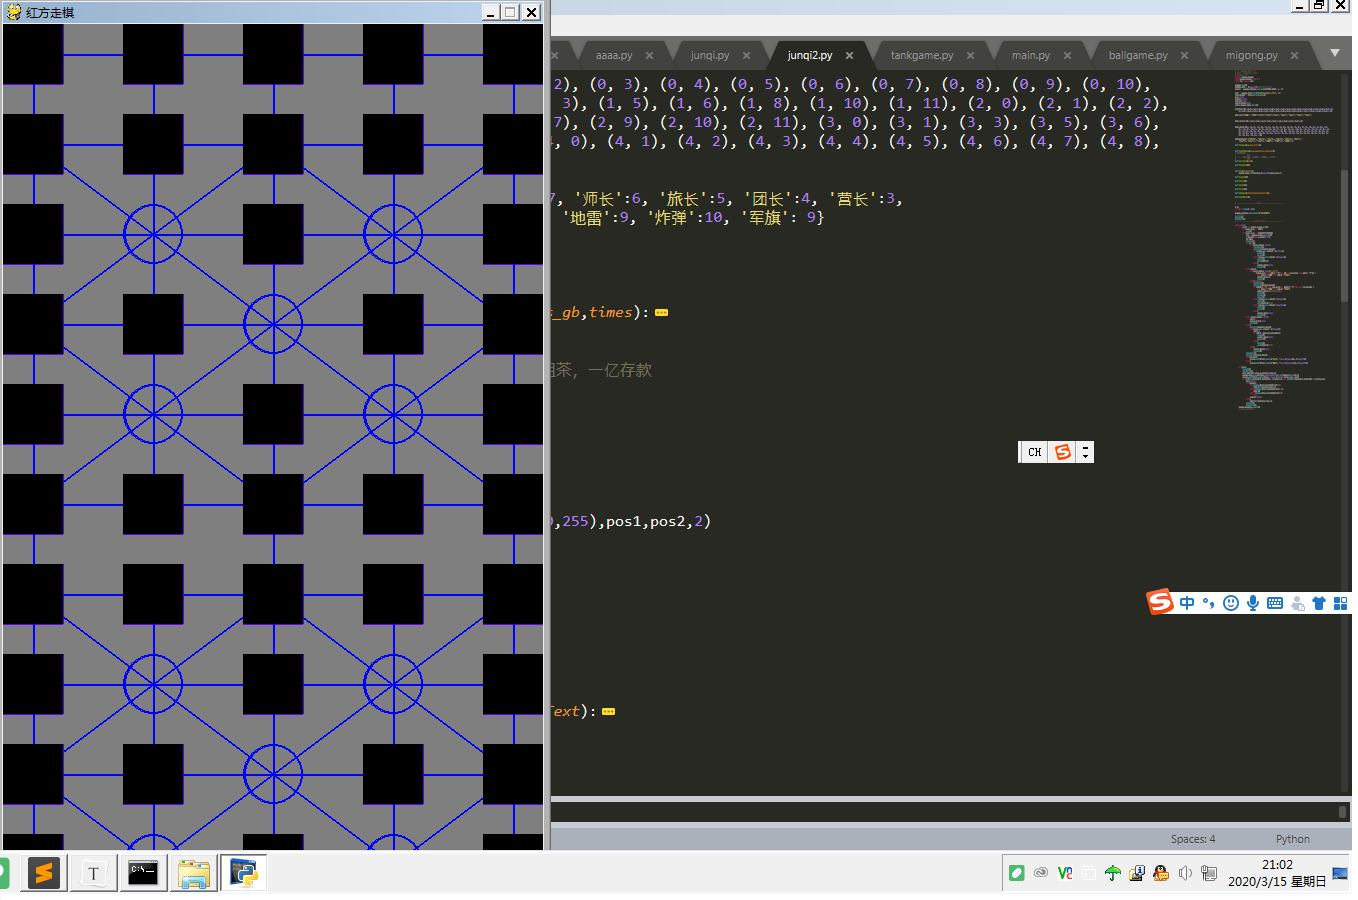 红方走棋
aaaa.py
junqi.py
junqi2.py
tankgame.py
main.py
ballgame.py
migong.py
2), (0, 3), (0, 4), (0, 5), (0, 6), (0, 7), (0, 8), (0, 9), (0, 10),
3), (1, 5), (1, 6), (1, 8), (1, 10), (1, 11), (2, 0), (2, 1), (2, 2),
7), (2, 9), (2, 10), (2, 11), (3, 0), (3, 1), (3, 3), (3, 5), (3, 6),
0), (4, 1), (4, 2), (4, 3), (4, 4), (4, 5), (4, 6), (4, 7), (4, 8),
7, '师长':6, '旅长':5, '团长':4, '营长':3,
'地雷':9, '炸弹':10, '军旗': 9}
_gb,times):
茶，一亿存款
CH
,255),pos1,pos2,2)
中
ext):
Spaces: 4
Python
21:02
2020/3/15 星期日